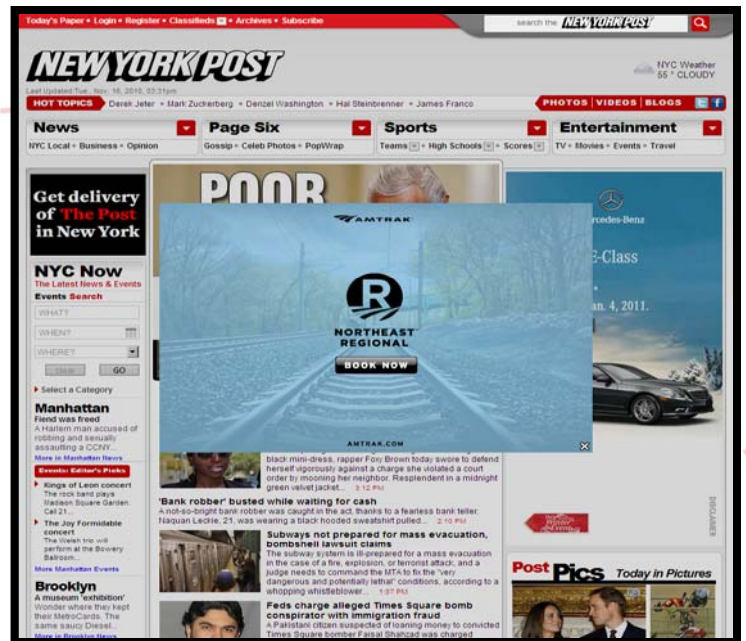 Today's Paper • Login • Register • Classifieds • Archives • Subscribe
search the NEW YORK POST
NEW YORK POST
NYC Weather
55 ° CLOUDY
Last Updated Tue., Nov. 16, 2010, 03:31pm
HOT TOPICS Derek Jeter • Mark Zuckerberg • Denzel Washington • Hal Steinbrenner • James Franco
PHOTOS | VIDEOS | BLOGS
News
NYC Local • Business • Opinion
Page Six
Gossip • Celeb Photos • PopWrap
Sports
Teams • High Schools • Scores
Entertainment
TV • Movies • Events • Travel
Get delivery
of The Post
in New York
NYC Now
The Latest News & Events
Events Search
WHAT?
WHEN?
WHERE?
GO
Select a Category
Manhattan
Fiend was freed
A Harlem man accused of
robbing and sexually
assaulting a CCNY...
More in Manhattan News
Events: Editor's Picks
Kings of Leon concert
The rock band plays
Madison Square Garden.
Call 21...
The Joy Formidable
concert
The Welsh trio will
perform at the Bowery
Ballroom...
More Manhattan Events
Brooklyn
A museum 'exhibition'
Wonder where they kept
their MetroCards. The
same saucy Diesel...
More in Brooklyn News
POOR
AMTRAK
R
NORTHEAST
REGIONAL
BOOK NOW
AMTRAK.COM
black mini-dress, rapper Foxy Brown today swore to defend
herself vigorously against a charge she violated a court
order by mooning her neighbor. Resplendent in a midnight
green velvet jacket... 3:12 PM
'Bank robber' busted while waiting for cash
A not-so-bright bank robber was caught in the act, thanks to a fearless bank teller.
Naquan Leckie, 21, was wearing a black hooded sweatshirt pulled... 2:10 PM
Subways not prepared
for mass evacuation,
bombshell lawsuit
claims
The subway system is ill-prepared for a mass evacuation
in the case of a fire, explosion, or terrorist attack, and a
judge needs to command the MTA to fix the "very
dangerous and potentially lethal" conditions, according to a
whopping whistleblower... 1:37 PM
Feds charge alleged Times Square bomb
conspirator with immigration fraud
A Pakistani citizen suspected of loaning money to convicted
Times Square bomber Faisal Shahzad was charged
rcedes-Benz
E-Class
an. 4, 2011.
DISCLAIMER
Winter
Event
Post Pics Today in Pictures